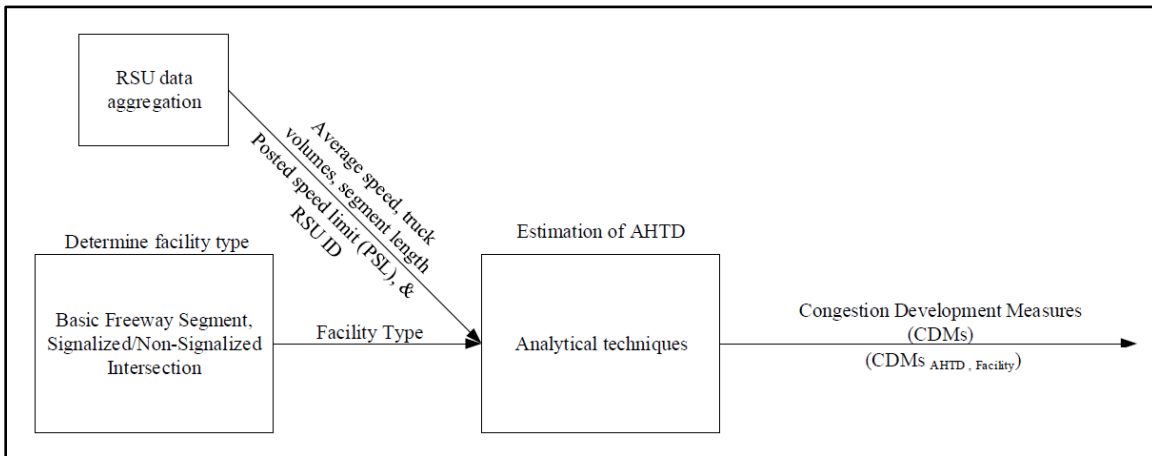 RSU data
aggregation
Average speed, truck
volumes, segment length
Posted speed limit (PSL), &
RSU ID
Determine facility type
Basic Freeway Segment,
Signalized/Non-Signalized
Intersection
Facility Type
Estimation of AHTD
Analytical techniques
Congestion Development Measures
(CDMs)
(CDMs AHTD , Facility)